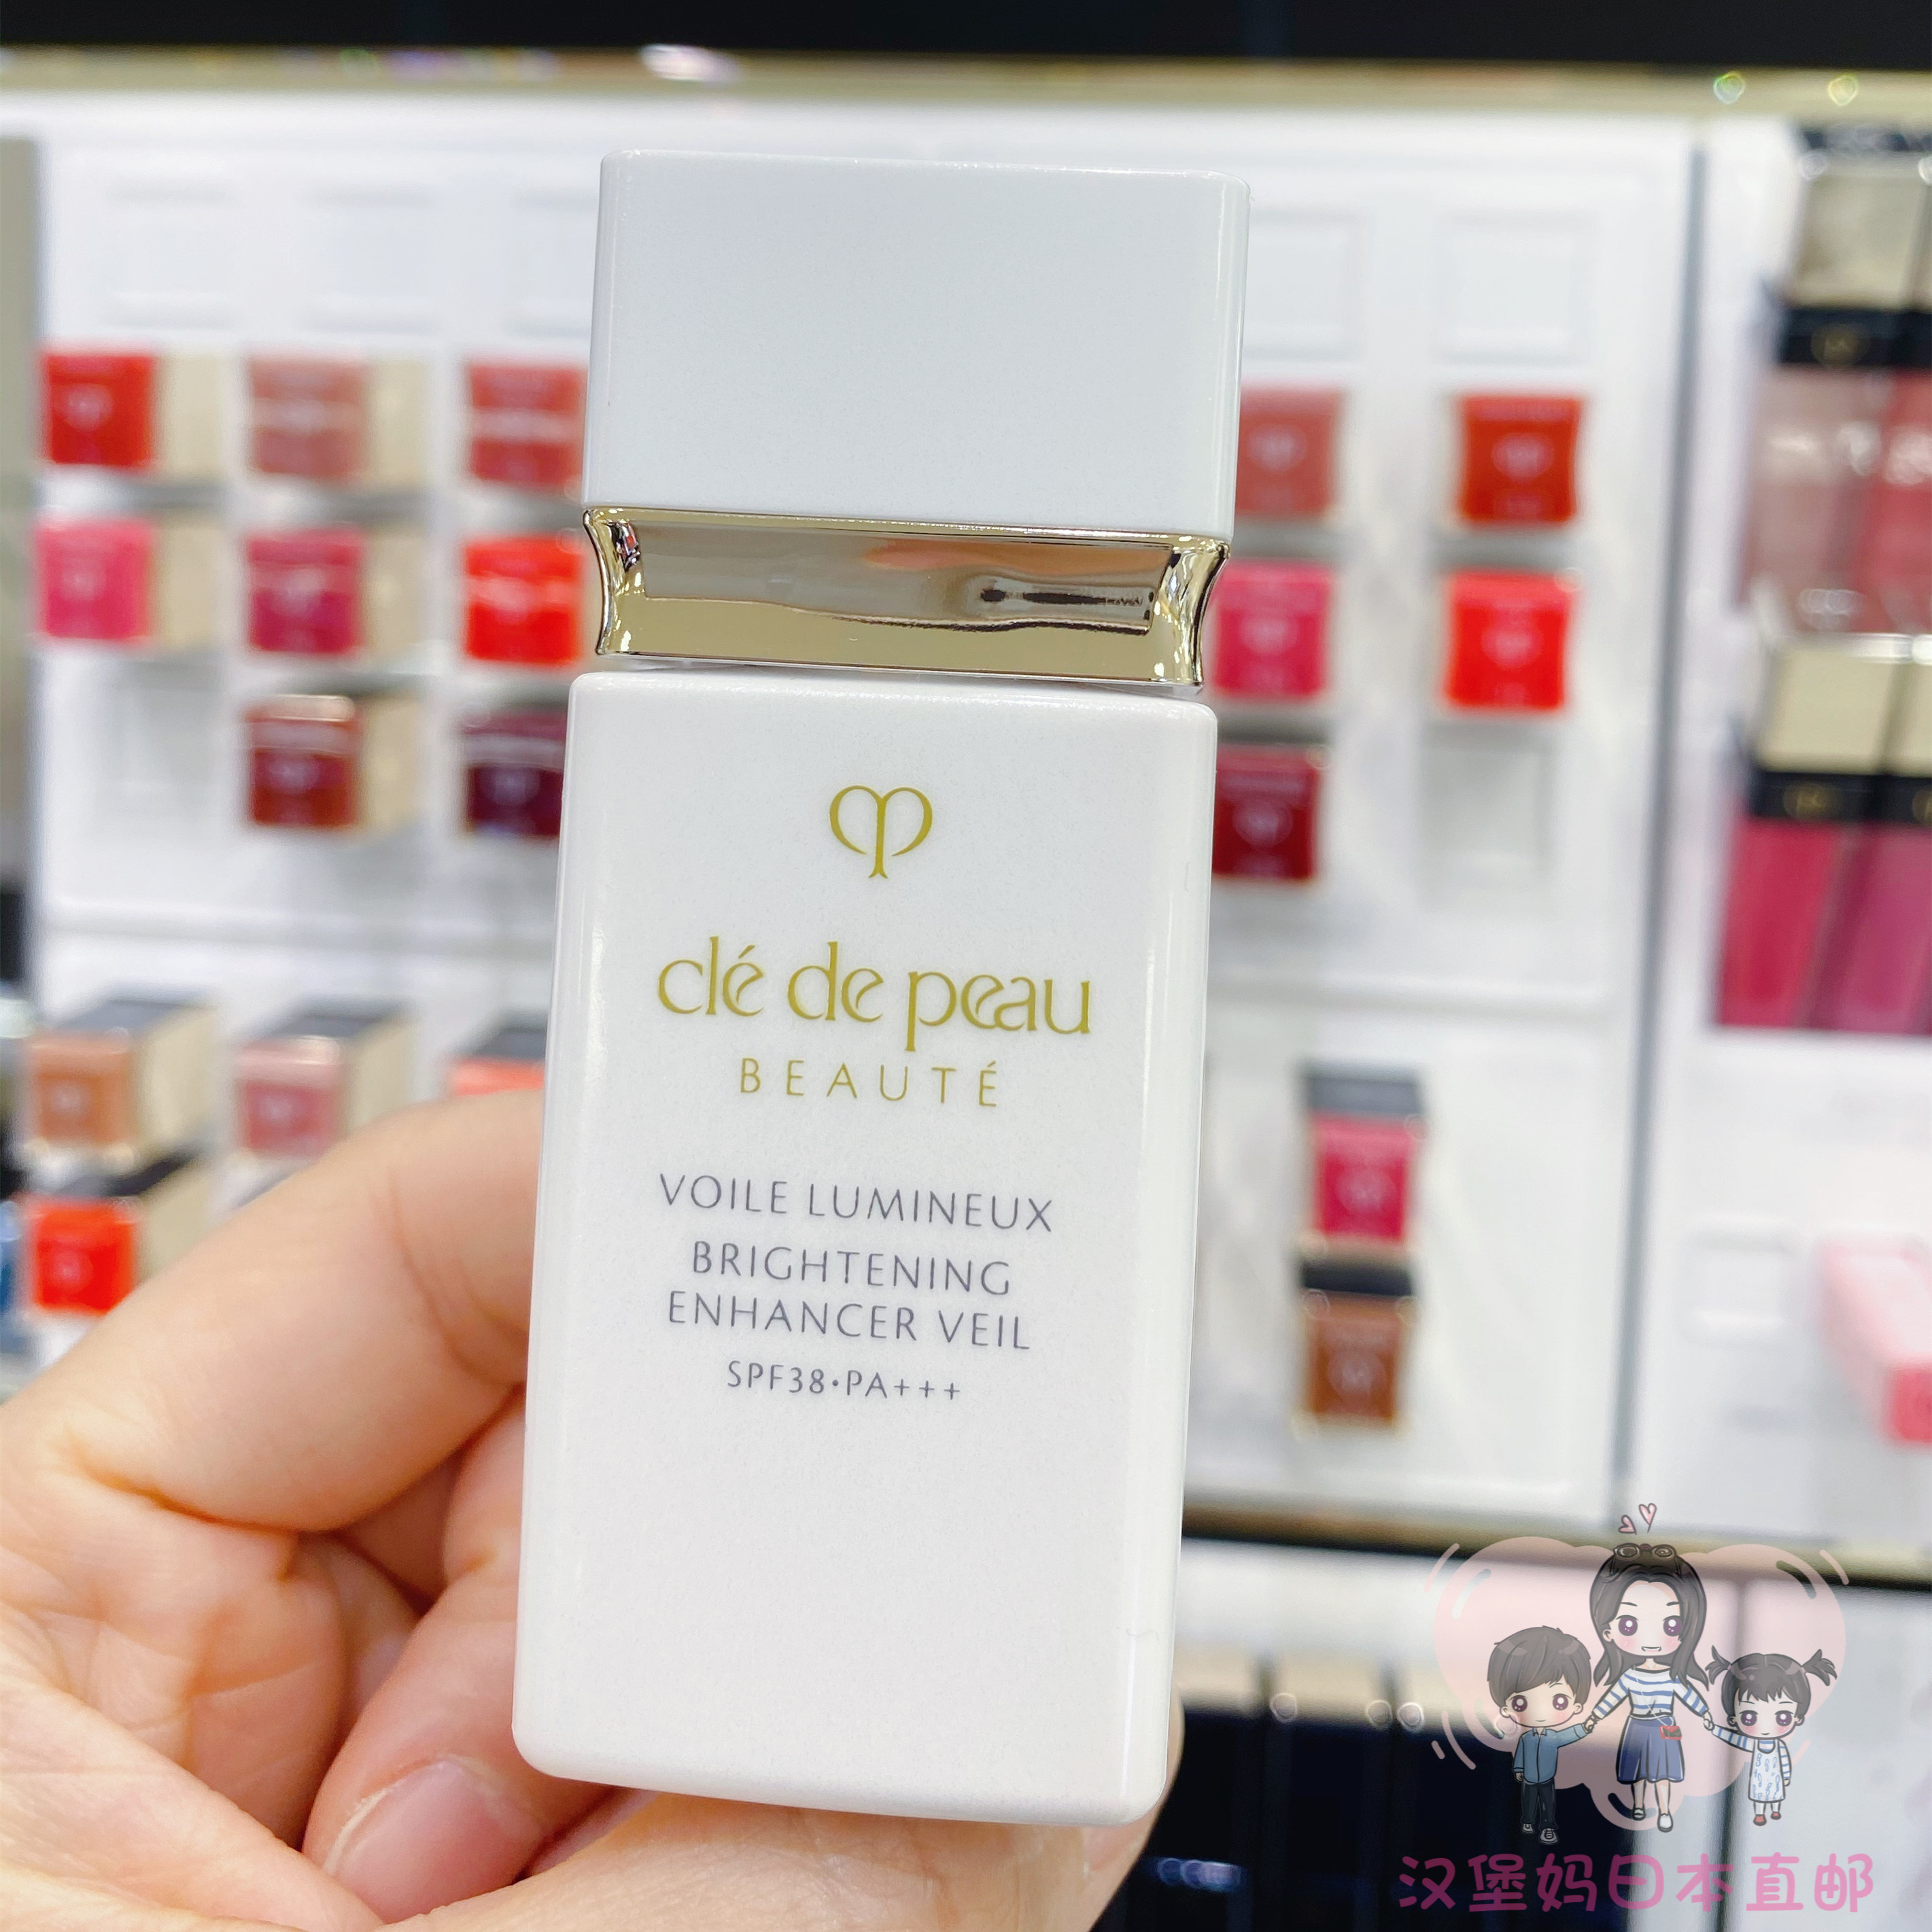 clé de peau
BEAUTÉ
VOILE LUMINEUX
BRIGHTENING
ENHANCER VEIL
SPF38·PA+++
汉堡妈日本直邮